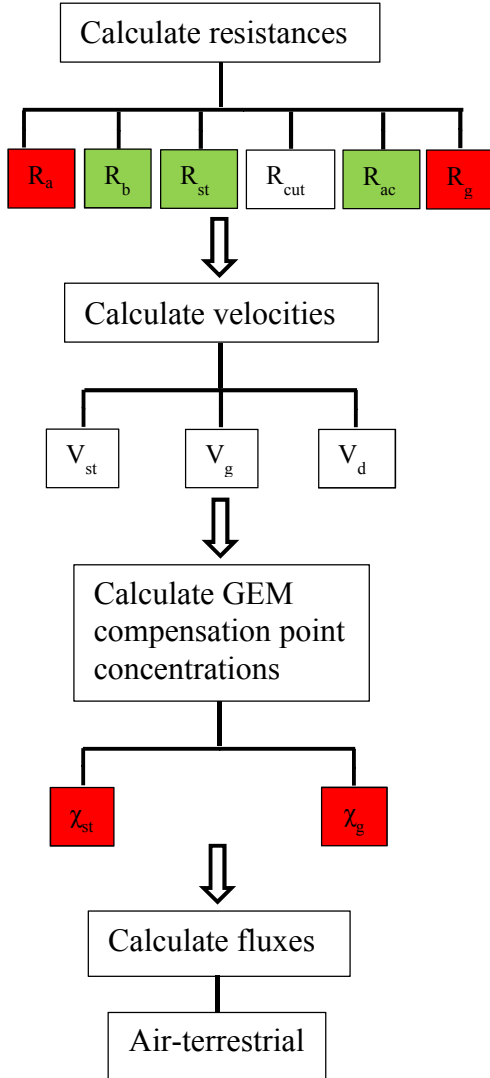 Calculate resistances
Ra Rb Rst Rcut Rac Rg
Calculate velocities
Vst Vg Vd
Calculate GEM
compensation point
concentrations
χst χg
Calculate fluxes
Air-terrestrial